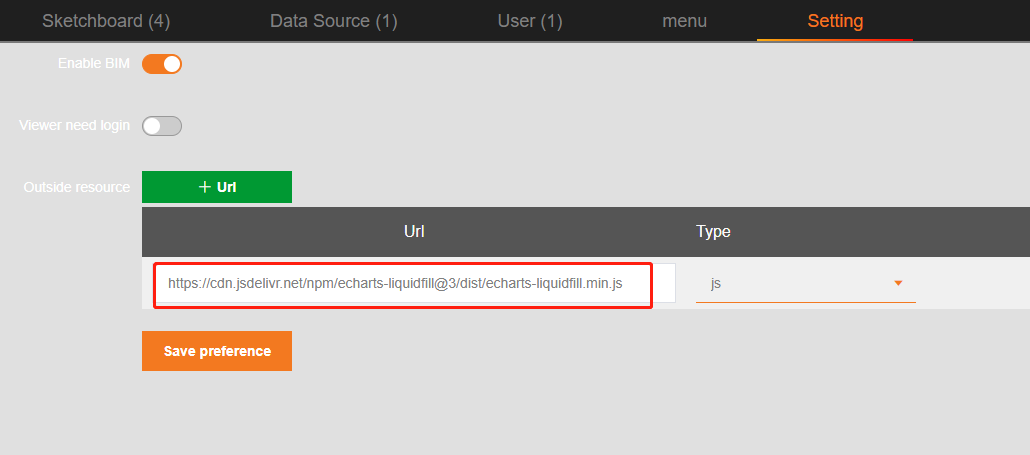 Sketchboard (4) Data Source (1) User (1) menu Setting
Enable BIM
Viewer need login
Outside resource + Url
Url Type
https://cdn.jsdelivr.net/npm/echarts-liquidfill@3/dist/echarts-liquidfill.min.js js
Save preference